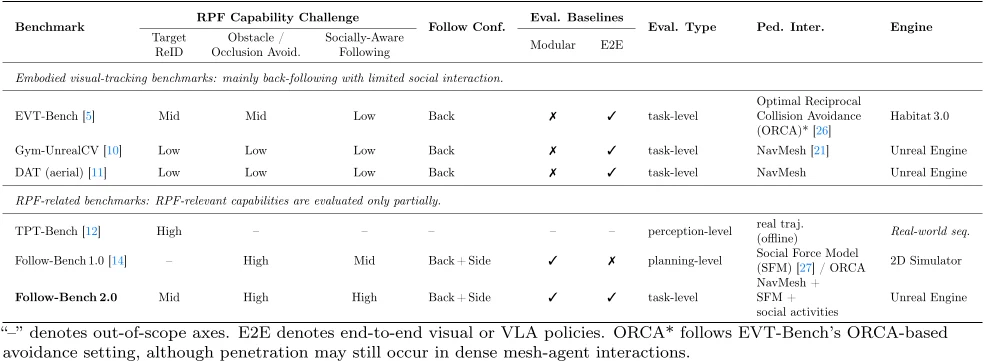 Benchmark RPF Capability Challenge Follow Conf. Eval. Baselines Eval. Type Ped. Inter. Engine
Target ReID Obstacle / Occlusion Avoid. Socially-Aware Following Modular E2E
Embodied visual-tracking benchmarks: mainly back-following with limited social interaction.
EVT-Bench [5] Mid Mid Low Back ✗ ✓ task-level Optimal Reciprocal Collision Avoidance (ORCA)* [26] Habitat 3.0
Gym-UnrealCV [10] Low Low Low Back ✗ ✓ task-level NavMesh [21] Unreal Engine
DAT (aerial) [11] Low Low Low Back ✗ ✓ task-level NavMesh Unreal Engine
RPF-related benchmarks: RPF-relevant capabilities are evaluated only partially.
TPT-Bench [12] High – – – – – perception-level real traj. (offline) Real-world seq.
Follow-Bench 1.0 [14] – High Mid Back + Side ✓ ✗ planning-level Social Force Model (SFM) [27] / ORCA 2D Simulator
Follow-Bench 2.0 Mid High High Back + Side ✓ ✓ task-level NavMesh + SFM + social activities Unreal Engine
“–” denotes out-of-scope axes. E2E denotes end-to-end visual or VLA policies. ORCA* follows EVT-Bench’s ORCA-based
avoidance setting, although penetration may still occur in dense mesh-agent interactions.